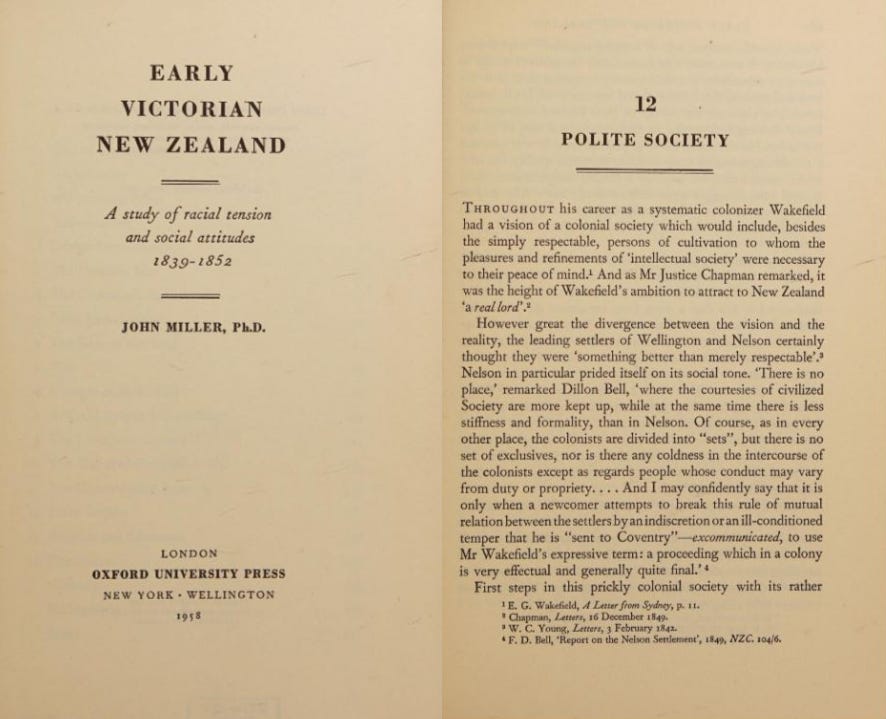 EARLY
VICTORIAN
NEW ZEALAND
A study of racial tension
and social attitudes
1839-1852
JOHN MILLER, Ph.D.
LONDON
OXFORD UNIVERSITY PRESS
NEW YORK · WELLINGTON
1958
12
POLITE SOCIETY
THROUGHOUT his career as a systematic colonizer Wakefield
had a vision of a colonial society which would include, besides
the simply respectable, persons of cultivation to whom the
pleasures and refinements of ‘intellectual society’ were necessary
to their peace of mind.¹ And as Mr Justice Chapman remarked, it
was the height of Wakefield’s ambition to attract to New Zealand
‘a real lord’.²
However great the divergence between the vision and the
reality, the leading settlers of Wellington and Nelson certainly
thought they were ‘something better than merely respectable’.³
Nelson in particular prided itself on its social tone. ‘There is no
place,’ remarked Dillon Bell, ‘where the courtesies of civilized
Society are more kept up, while at the same time there is less
stiffness and formality, than in Nelson. Of course, as in every
other place, the colonists are divided into “sets”, but there is no
set of exclusives, nor is there any coldness in the intercourse of
the colonists except as regards people whose conduct may vary
from duty or propriety. . . . And I may confidently say that it is
only when a newcomer attempts to break this rule of mutual
relation between the settlers by an indiscretion or an ill-conditioned
temper that he is “sent to Coventry”—excommunicated, to use
Mr Wakefield’s expressive term: a proceeding which in a colony
is very effectual and generally quite final.’⁴
First steps in this prickly colonial society with its rather
¹ E. G. Wakefield, A Letter from Sydney, p. 11.
² Chapman, Letters, 16 December 1849.
³ W. C. Young, Letters, 3 February 1842.
⁴ F. D. Bell, ‘Report on the Nelson Settlement’, 1849, NZC. 104/6.